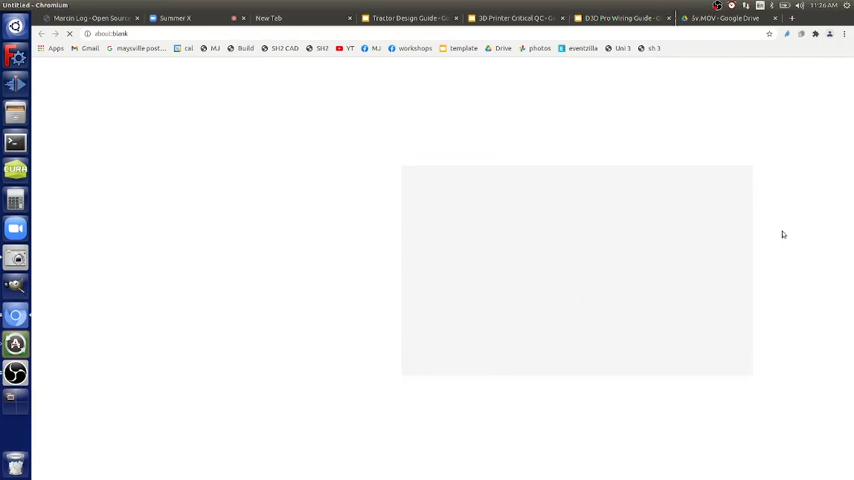 Untitled - Chromium
En
11:26 AM
Marcin Log - Open Source
Summer X
New Tab
Tractor Design Guide - G
3D Printer Critical QC - G
D3D Pro Wiring Guide - G
5v.MOV - Google Drive
about:blank
Apps
Gmail
maysville post...
cal
MJ
Build
SH2 CAD
SH2
YT
MJ
workshops
template
Drive
photos
eventzilla
Uni 3
sh 3
CURA